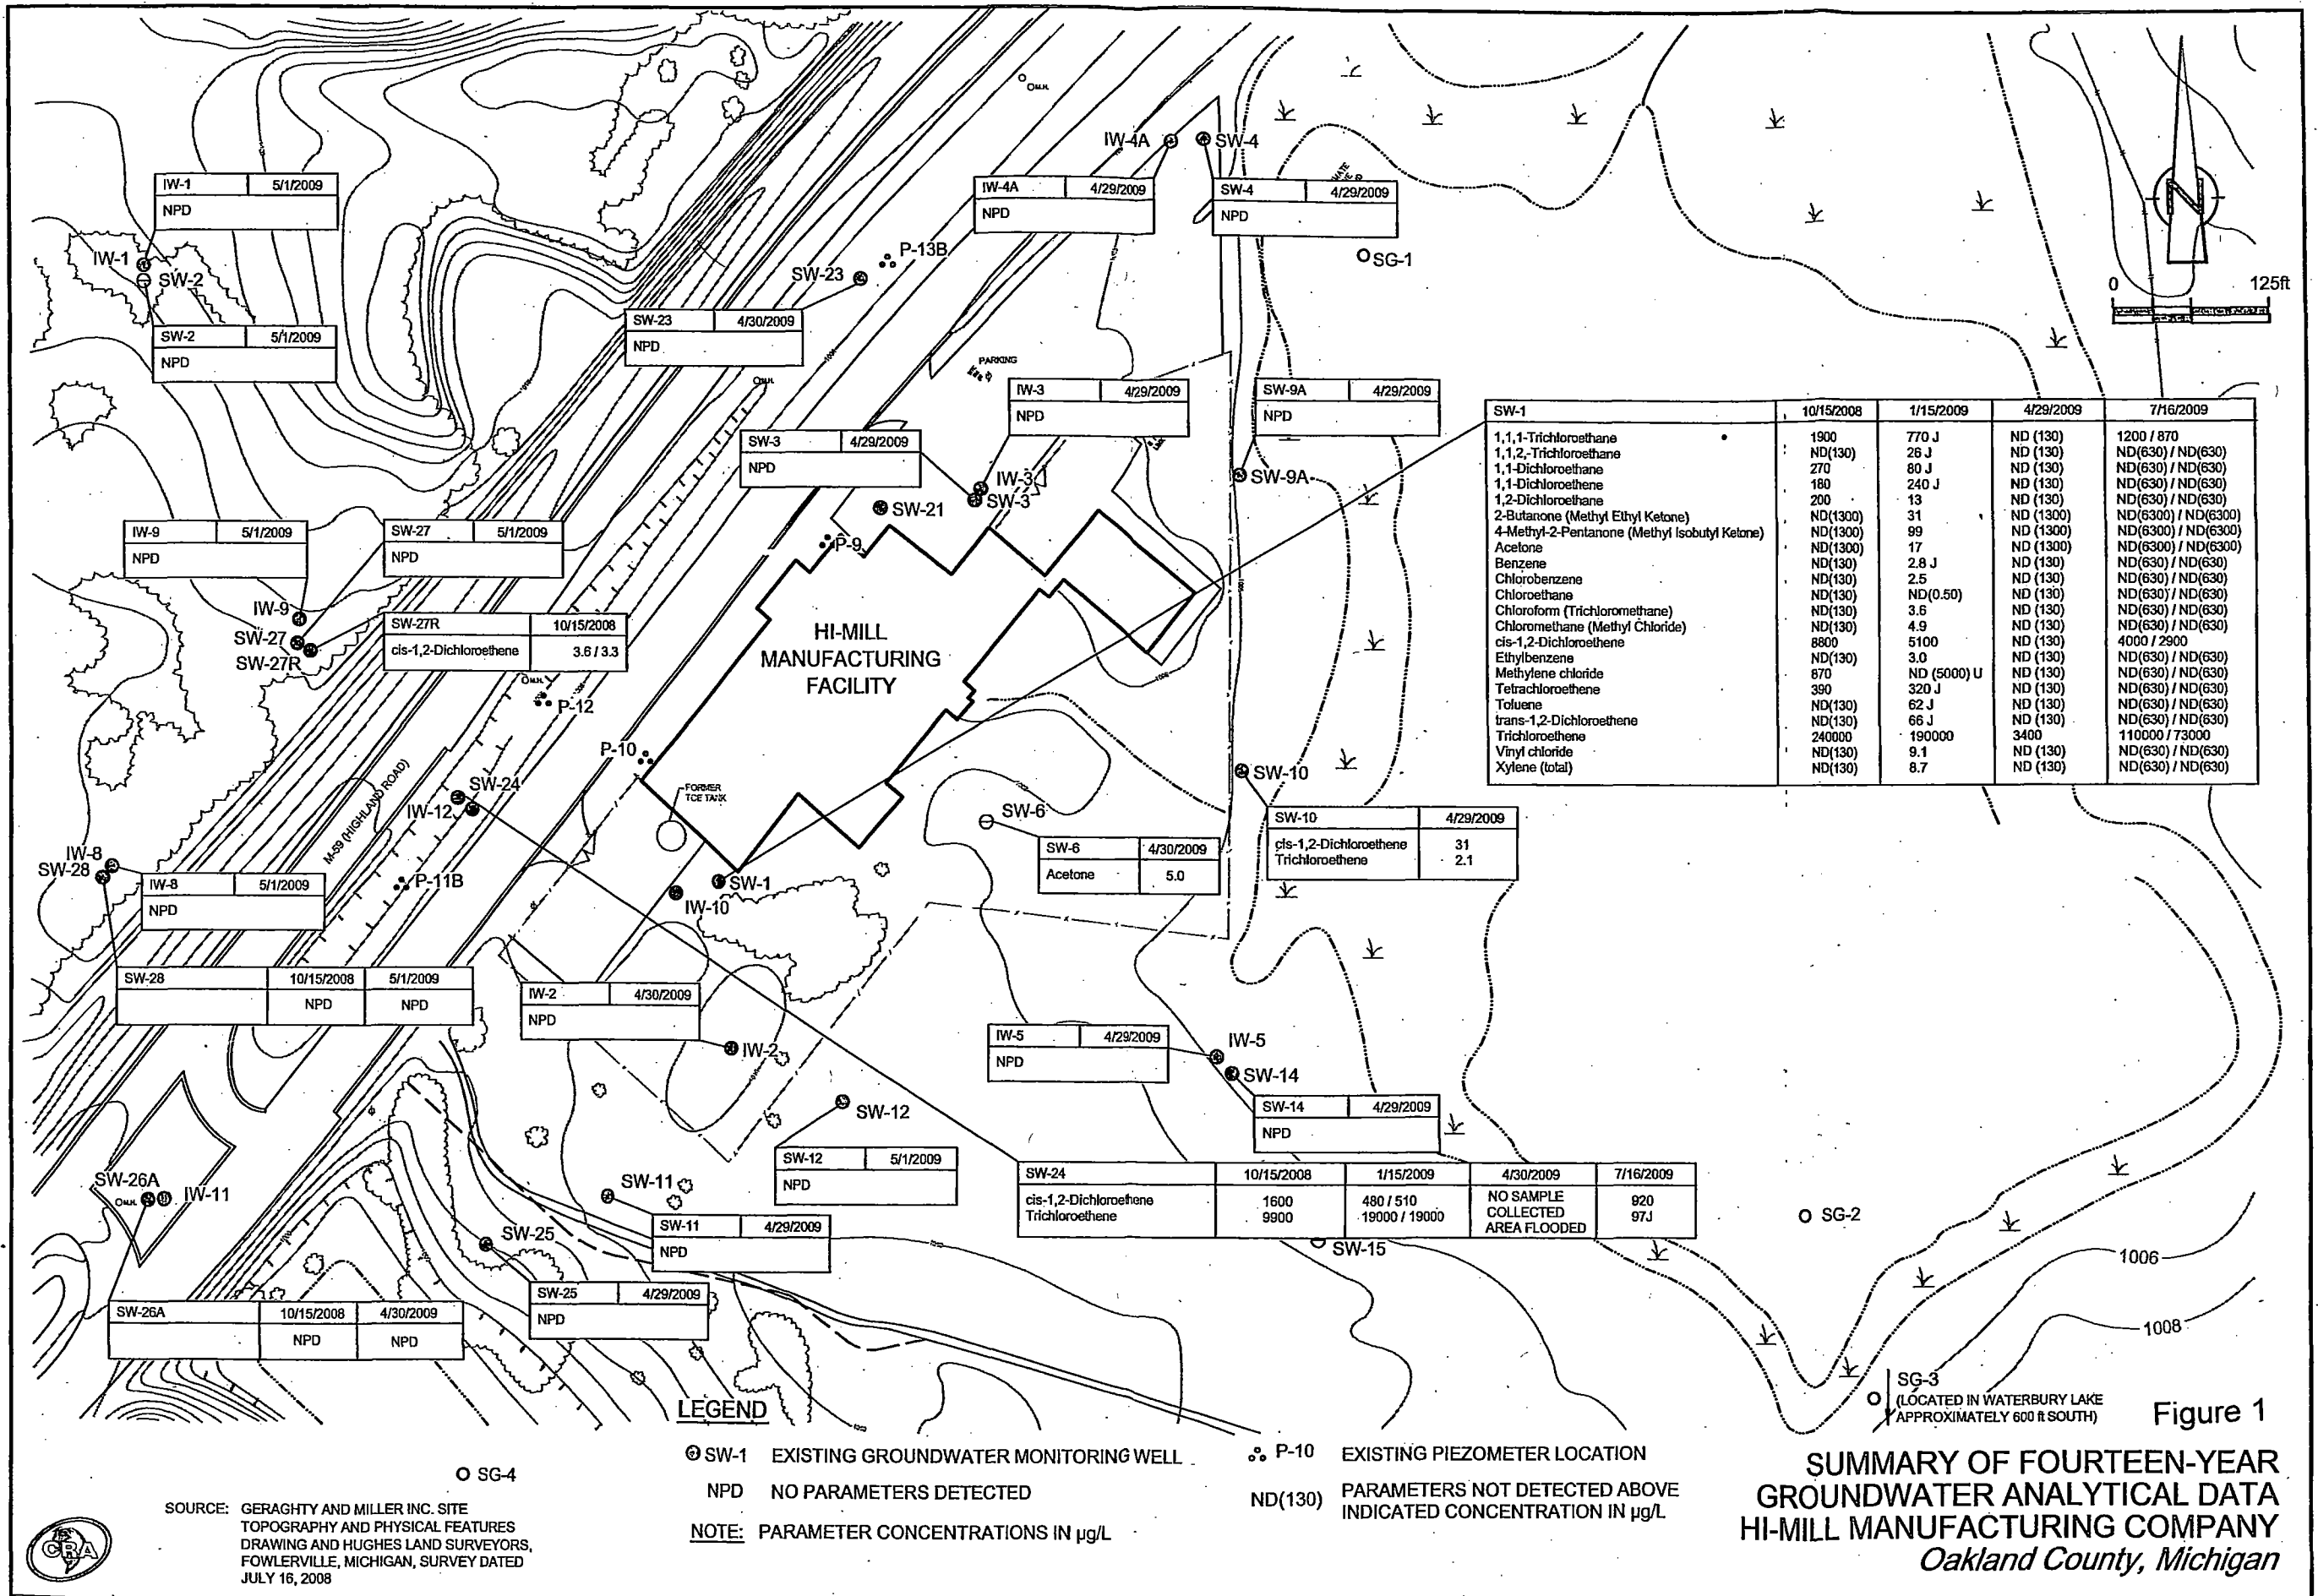 IW-4A
SW-4
IW-1 5/1/2009
NPD
IW-4A 4/29/2009
NPD
SW-4 4/29/2009
NPD
IW-1
SW-2
P-13B
SW-23
SG-1
0 125ft
SW-2 5/1/2009
NPD
SW-23 4/30/2009
NPD
PARKING
IW-3 4/29/2009
NPD
SW-9A 4/29/2009
NPD
SW-3 4/29/2009
NPD
SW-1 10/15/2008 1/15/2009 4/29/2009 7/16/2009
1,1,1-Trichloroethane 1900 770 J ND (130) 1200 / 870
1,1,2,-Trichloroethane ND(130) 26 J ND (130) ND(630) / ND(630)
1,1-Dichloroethane 270 80 J ND (130) ND(630) / ND(630)
1,1-Dichloroethene 180 240 J ND (130) ND(630) / ND(630)
1,2-Dichloroethane 200 13 ND (130) ND(630) / ND(630)
2-Butanone (Methyl Ethyl Ketone) ND(1300) 31 ND (1300) ND(6300) / ND(6300)
4-Methyl-2-Pentanone (Methyl Isobutyl Ketone) ND(1300) 99 ND (1300) ND(6300) / ND(6300)
Acetone ND(1300) 17 ND (1300) ND(6300) / ND(6300)
Benzene ND(130) 2.8 J ND (130) ND(630) / ND(630)
Chlorobenzene ND(130) 2.5 ND (130) ND(630) / ND(630)
Chloroethane ND(130) ND(0.50) ND (130) ND(630) / ND(630)
Chloroform (Trichloromethane) ND(130) 3.6 ND (130) ND(630) / ND(630)
Chloromethane (Methyl Chloride) ND(130) 4.9 ND (130) ND(630) / ND(630)
cis-1,2-Dichloroethene 8800 5100 ND (130) 4000 / 2900
Ethylbenzene ND(130) 3.0 ND (130) ND(630) / ND(630)
Methylene chloride 870 ND (5000) U ND (130) ND(630) / ND(630)
Tetrachloroethene 390 320 J ND (130) ND(630) / ND(630)
Toluene ND(130) 62 J ND (130) ND(630) / ND(630)
trans-1,2-Dichloroethene ND(130) 66 J ND (130) ND(630) / ND(630)
Trichloroethene 240000 190000 3400 110000 / 73000
Vinyl chloride ND(130) 9.1 ND (130) ND(630) / ND(630)
Xylene (total) ND(130) 8.7 ND (130) ND(630) / ND(630)
IW-3
SW-3
SW-9A
SW-21
P-9
IW-9 5/1/2009
NPD
SW-27 5/1/2009
NPD
IW-9
SW-27
SW-27R
SW-27R 10/15/2008
cis-1,2-Dichloroethene 3.6 / 3.3
HI-MILL
MANUFACTURING
FACILITY
P-12
P-10
FORMER
TCE TANK
M-59 (HIGHLAND ROAD)
SW-24
IW-12
P-11B
SW-10
SW-6
SW-10 4/29/2009
cis-1,2-Dichloroethene 31
Trichloroethene 2.1
SW-6 4/30/2009
Acetone 5.0
IW-8
SW-28
IW-8 5/1/2009
NPD
SW-1
IW-10
SW-28 10/15/2008 5/1/2009
NPD NPD
IW-2 4/30/2009
NPD
IW-2
IW-5 4/29/2009
NPD
IW-5
SW-14
SW-14 4/29/2009
NPD
SW-12
SW-12 5/1/2009
NPD
SW-24 10/15/2008 1/15/2009 4/30/2009 7/16/2009
cis-1,2-Dichloroethene 1600 480 / 510 NO SAMPLE 920
Trichloroethene 9900 19000 / 19000 COLLECTED 97J
AREA FLOODED
SW-26A
IW-11
SW-11
SW-11 4/29/2009
NPD
SW-25
SW-25 4/29/2009
NPD
SW-15
SG-2
1006
1008
SW-26A 10/15/2008 4/30/2009
NPD NPD
SG-3
(LOCATED IN WATERBURY LAKE
APPROXIMATELY 600 ft SOUTH)
Figure 1
LEGEND
SW-1 EXISTING GROUNDWATER MONITORING WELL
P-10 EXISTING PIEZOMETER LOCATION
NPD NO PARAMETERS DETECTED
ND(130) PARAMETERS NOT DETECTED ABOVE
INDICATED CONCENTRATION IN µg/L
NOTE: PARAMETER CONCENTRATIONS IN µg/L
SG-4
SOURCE: GERAGHTY AND MILLER INC. SITE
TOPOGRAPHY AND PHYSICAL FEATURES
DRAWING AND HUGHES LAND SURVEYORS,
FOWLERVILLE, MICHIGAN, SURVEY DATED
JULY 16, 2008
CRA
SUMMARY OF FOURTEEN-YEAR
GROUNDWATER ANALYTICAL DATA
HI-MILL MANUFACTURING COMPANY
Oakland County, Michigan